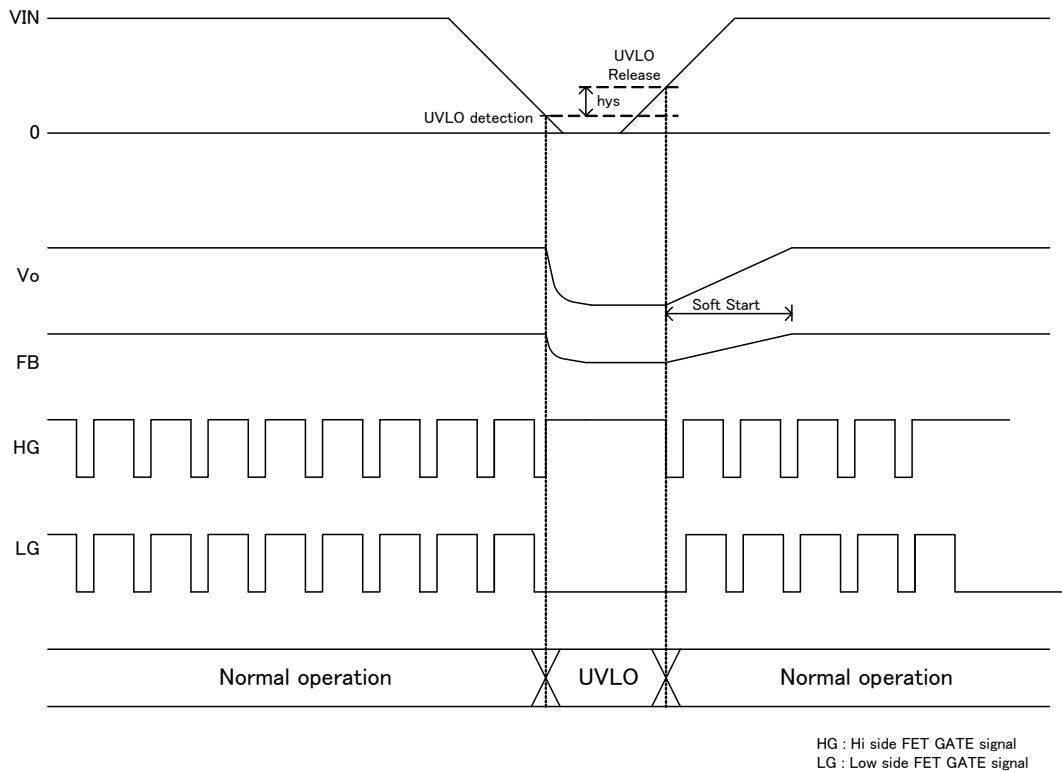 VIN
UVLO
Release
hys
UVLO detection
0
Vo
Soft Start
FB
HG
LG
Normal operation
UVLO
Normal operation
HG : Hi side FET GATE signal
LG : Low side FET GATE signal